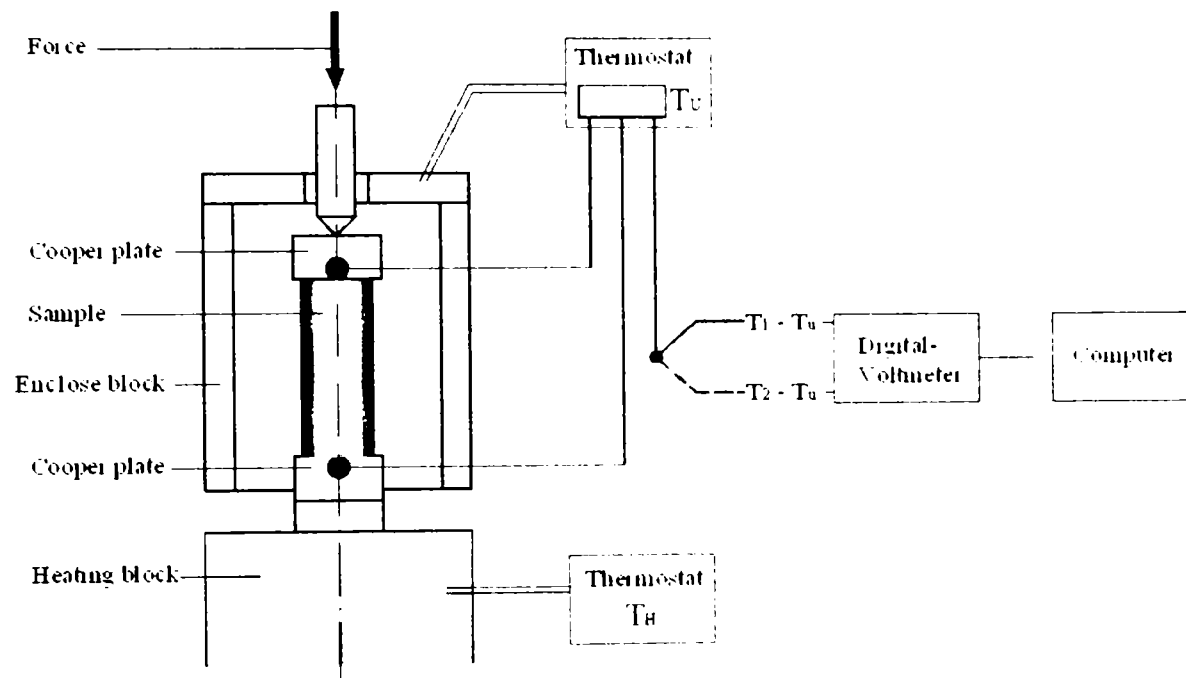 Force
Thermostat
TU
Cooper plate
Sample
Enclose block
Cooper plate
T1 - Tu
T2 - Tu
Digital-
Voltmeter
Computer
Heating block
Thermostat
TH